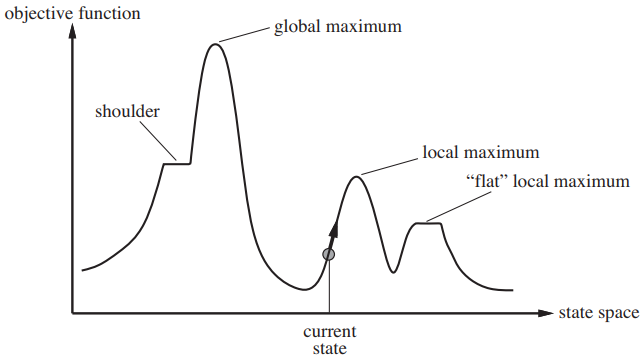 objective function
global maximum
shoulder
local maximum
“flat” local maximum
state space
current
state